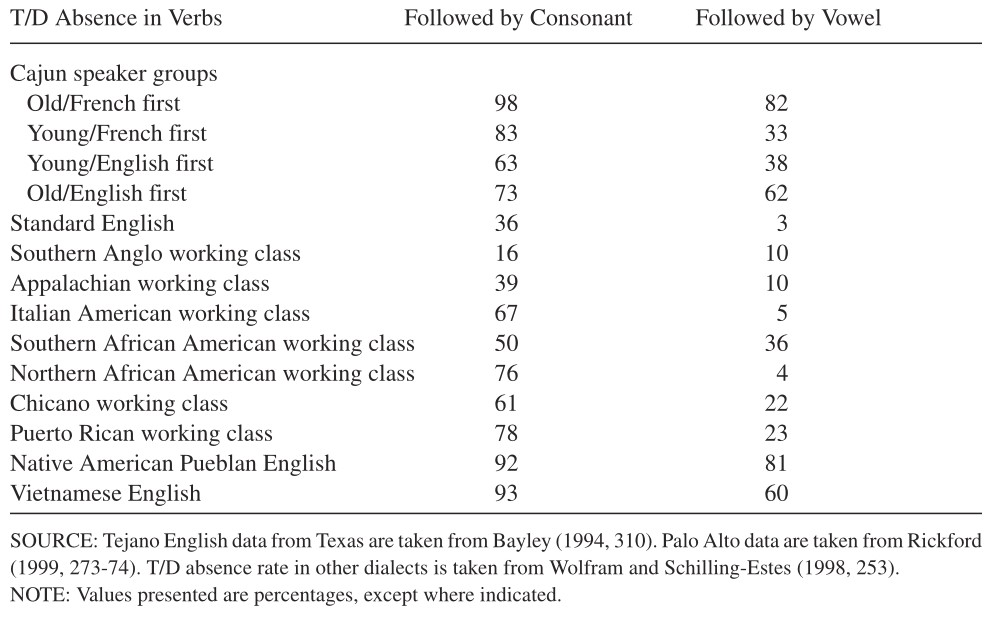 T/D Absence in Verbs Followed by Consonant Followed by Vowel
Cajun speaker groups
Old/French first 98 82
Young/French first 83 33
Young/English first 63 38
Old/English first 73 62
Standard English 36 3
Southern Anglo working class 16 10
Appalachian working class 39 10
Italian American working class 67 5
Southern African American working class 50 36
Northern African American working class 76 4
Chicano working class 61 22
Puerto Rican working class 78 23
Native American Pueblan English 92 81
Vietnamese English 93 60
SOURCE: Tejano English data from Texas are taken from Bayley (1994, 310). Palo Alto data are taken from Rickford
(1999, 273-74). T/D absence rate in other dialects is taken from Wolfram and Schilling-Estes (1998, 253).
NOTE: Values presented are percentages, except where indicated.